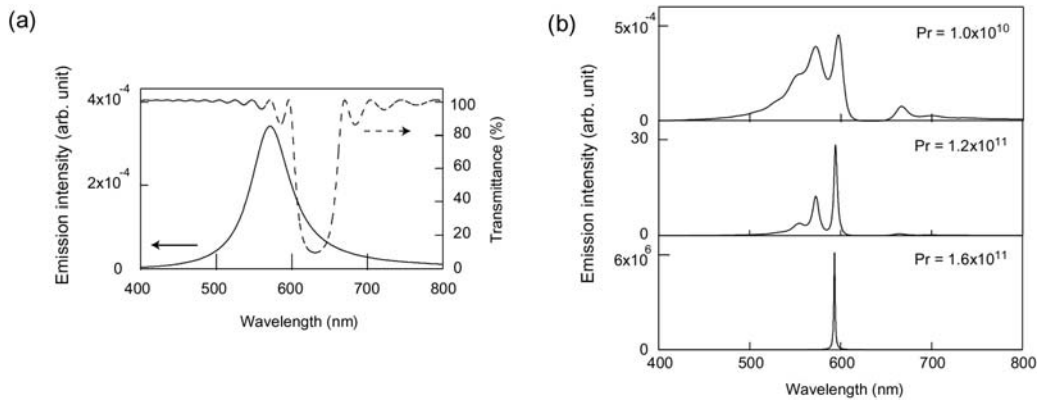 (a)
Emission intensity (arb. unit)
4x10⁻⁴
2x10⁻⁴
0
100
80
60
40
20
0
Transmittance (%)
400 500 600 700 800
Wavelength (nm)
(b)
Emission intensity (arb. unit)
5x10⁻⁴
0
Pr = 1.0x10¹⁰
30
0
Pr = 1.2x10¹¹
6x10⁶
0
Pr = 1.6x10¹¹
400 500 600 700 800
Wavelength (nm)